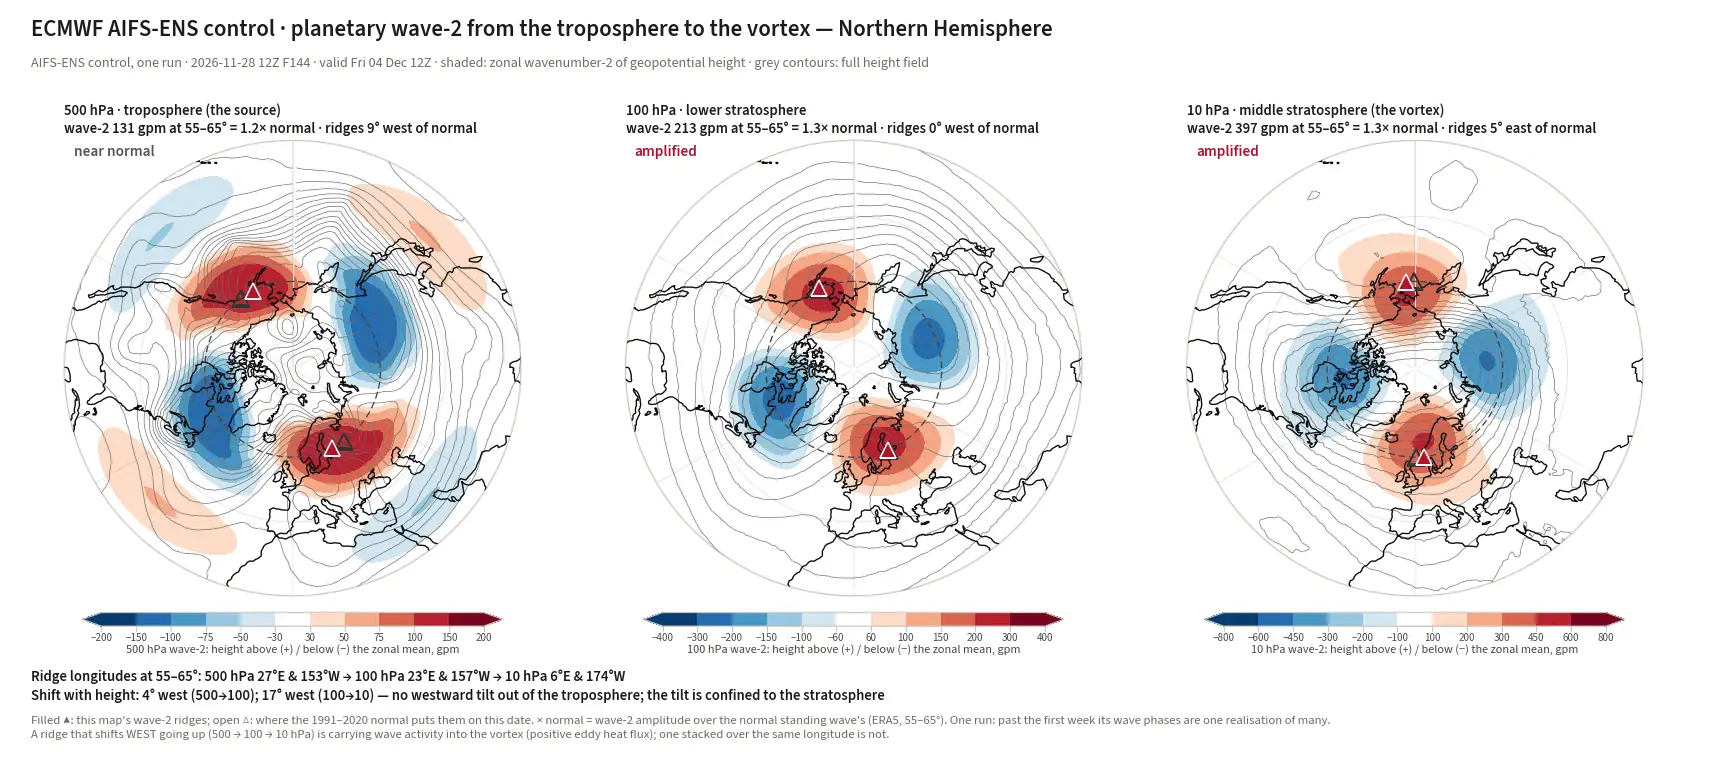 ECMWF AIFS-ENS control · planetary wave-2 from the troposphere to the vortex — Northern Hemisphere
AIFS-ENS control, one run · 2026-11-28 12Z F144 · valid Fri 04 Dec 12Z · shaded: zonal wavenumber-2 of geopotential height · grey contours: full height field
500 hPa · troposphere (the source)
wave-2 131 gpm at 55–65° = 1.2× normal · ridges 9° west of normal
near normal
100 hPa · lower stratosphere
wave-2 213 gpm at 55–65° = 1.3× normal · ridges 0° west of normal
amplified
10 hPa · middle stratosphere (the vortex)
wave-2 397 gpm at 55–65° = 1.3× normal · ridges 5° east of normal
amplified
−200 −150 −100 −75 −50 −30 30 50 75 100 150 200
500 hPa wave-2: height above (+) / below (−) the zonal mean, gpm
−400 −300 −200 −150 −100 −60 60 100 150 200 300 400
100 hPa wave-2: height above (+) / below (−) the zonal mean, gpm
−800 −600 −450 −300 −200 −100 100 200 300 450 600 800
10 hPa wave-2: height above (+) / below (−) the zonal mean, gpm
Ridge longitudes at 55–65°: 500 hPa 27°E & 153°W → 100 hPa 23°E & 157°W → 10 hPa 6°E & 174°W
Shift with height: 4° west (500→100); 17° west (100→10) — no westward tilt out of the troposphere; the tilt is confined to the stratosphere
Filled ▲: this map's wave-2 ridges; open △: where the 1991–2020 normal puts them on this date. × normal = wave-2 amplitude over the normal standing wave's (ERA5, 55–65°). One run: past the first week its wave phases are one realisation of many.
A ridge that shifts WEST going up (500 → 100 → 10 hPa) is carrying wave activity into the vortex (positive eddy heat flux); one stacked over the same longitude is not.